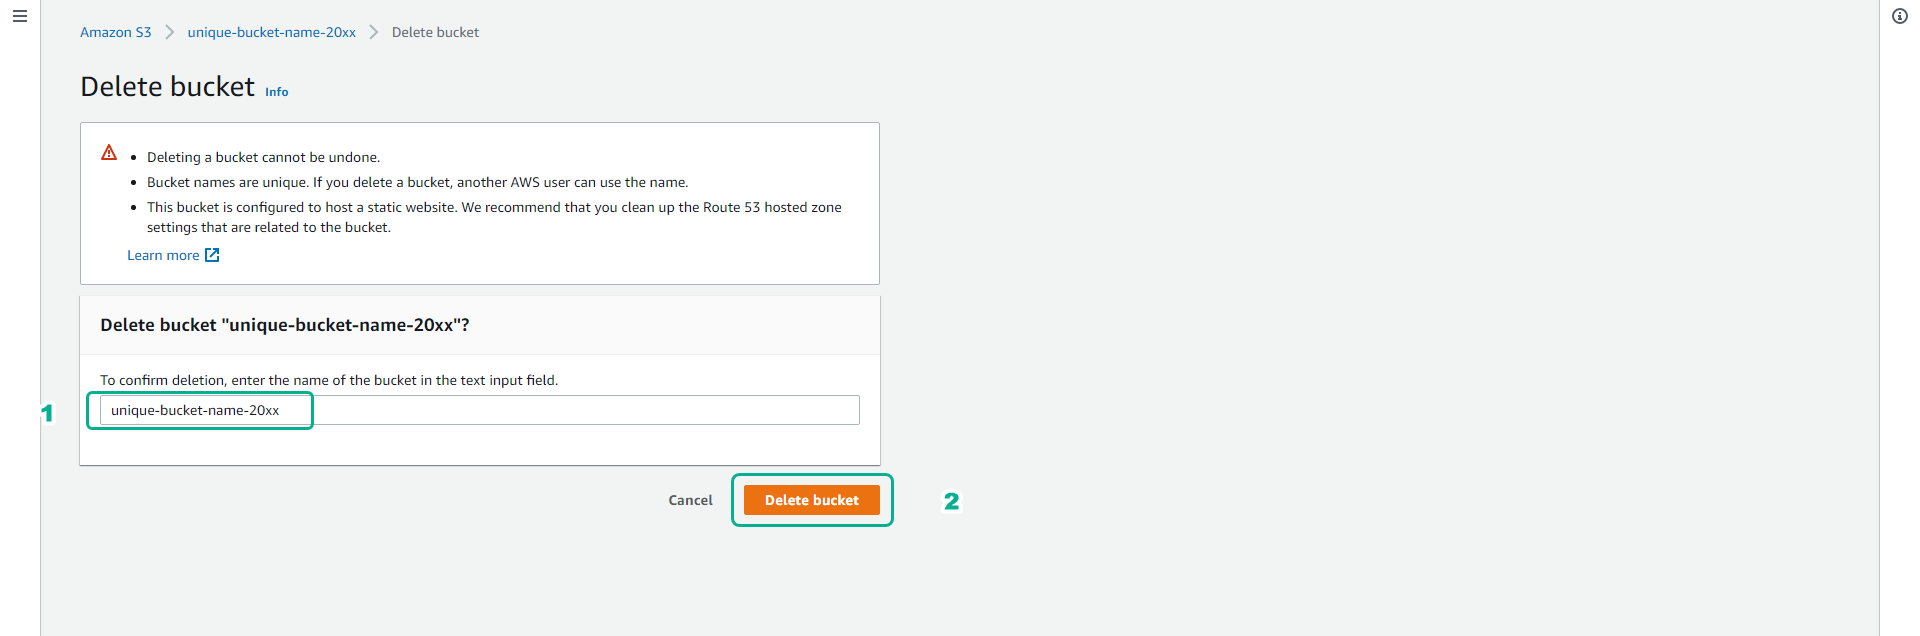 Amazon S3 > unique-bucket-name-20xx > Delete bucket
Delete bucket Info
• Deleting a bucket cannot be undone.
• Bucket names are unique. If you delete a bucket, another AWS user can use the name.
• This bucket is configured to host a static website. We recommend that you clean up the Route 53 hosted zone
settings that are related to the bucket.
Learn more
Delete bucket "unique-bucket-name-20xx"?
To confirm deletion, enter the name of the bucket in the text input field.
1 unique-bucket-name-20xx
Cancel Delete bucket 2